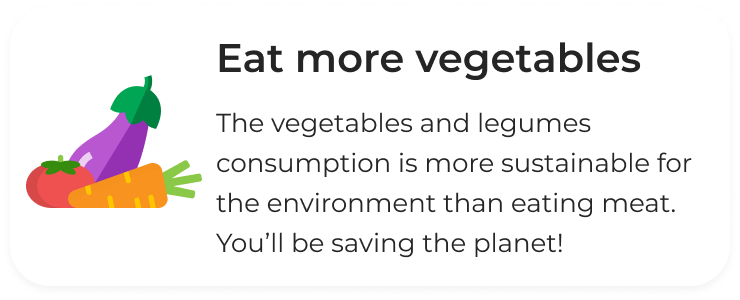 Eat more vegetables
The vegetables and legumes
consumption is more sustainable for
the environment than eating meat.
You’ll be saving the planet!